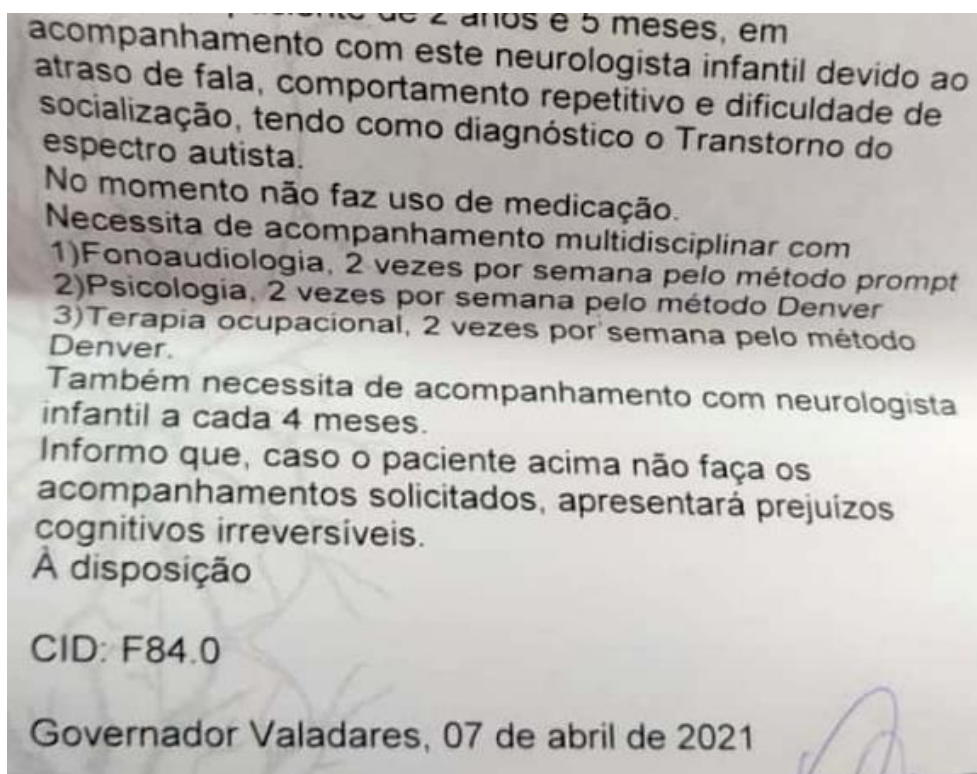 de 2 anos e 5 meses, em
acompanhamento com este neurologista infantil devido ao
atraso de fala, comportamento repetitivo e dificuldade de
socialização, tendo como diagnóstico o Transtorno do
espectro autista.
No momento não faz uso de medicação.
Necessita de acompanhamento multidisciplinar com
1)Fonoaudiologia, 2 vezes por semana pelo método prompt
2)Psicologia, 2 vezes por semana pelo método Denver
3)Terapia ocupacional, 2 vezes por semana pelo método
Denver.
Também necessita de acompanhamento com neurologista
infantil a cada 4 meses.
Informo que, caso o paciente acima não faça os
acompanhamentos solicitados, apresentará prejuízos
cognitivos irreversíveis.
À disposição
CID: F84.0
Governador Valadares, 07 de abril de 2021